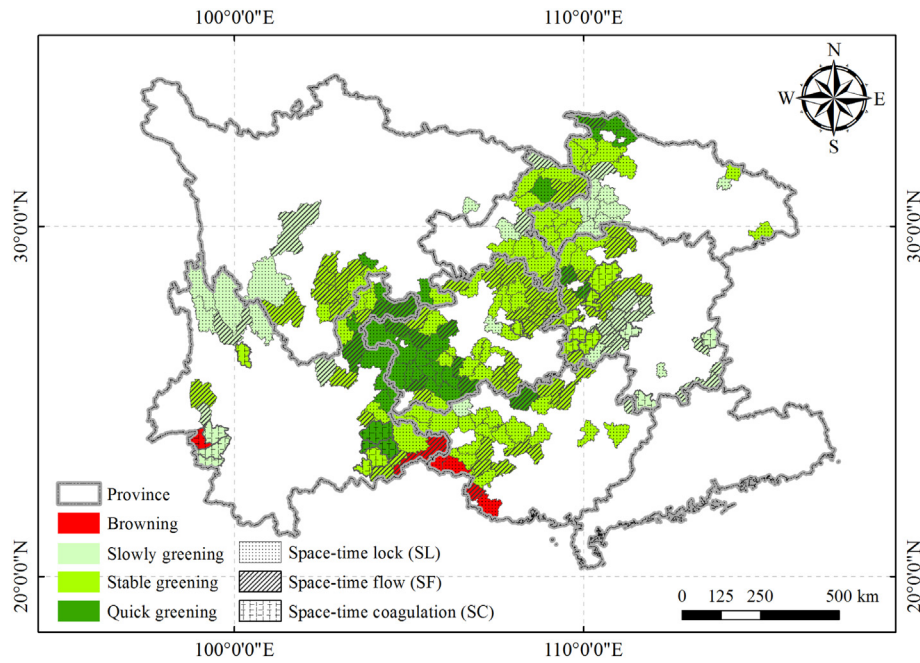 100°0'0"E 110°0'0"E
N
W E
S
30°0'0"N 30°0'0"N
Province
Browning
Slowly greening Space-time lock (SL)
Stable greening Space-time flow (SF)
Quick greening Space-time coagulation (SC)
20°0'0"N 20°0'0"N
0 125 250 500 km
100°0'0"E 110°0'0"E